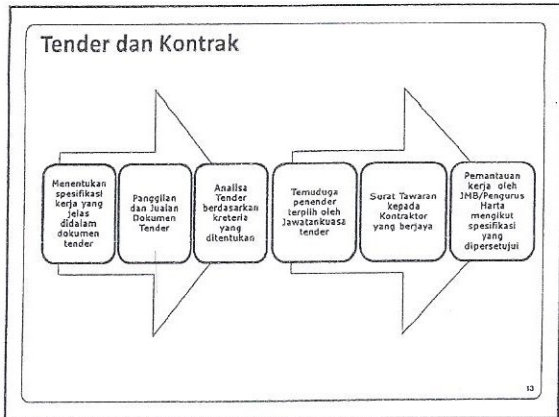 Tender dan Kontrak
Menentukan
spesifikasi
kerja yang
jelas
didalam
dokumen
tender
Panggilan
dan Jualan
Dokumen
Tender
Analisa
Tender
berdasarkan
kreteria
yang
ditentukan
Temuduga
penender
terpilih oleh
Jawatankuasa
tender
Surat Tawaran
kepada
Kontraktor
yang berjaya
Pemantauan
kerja oleh
JMB/Pengurus
Harta
mengikut
spesifikasi
yang
dipersetujui
13